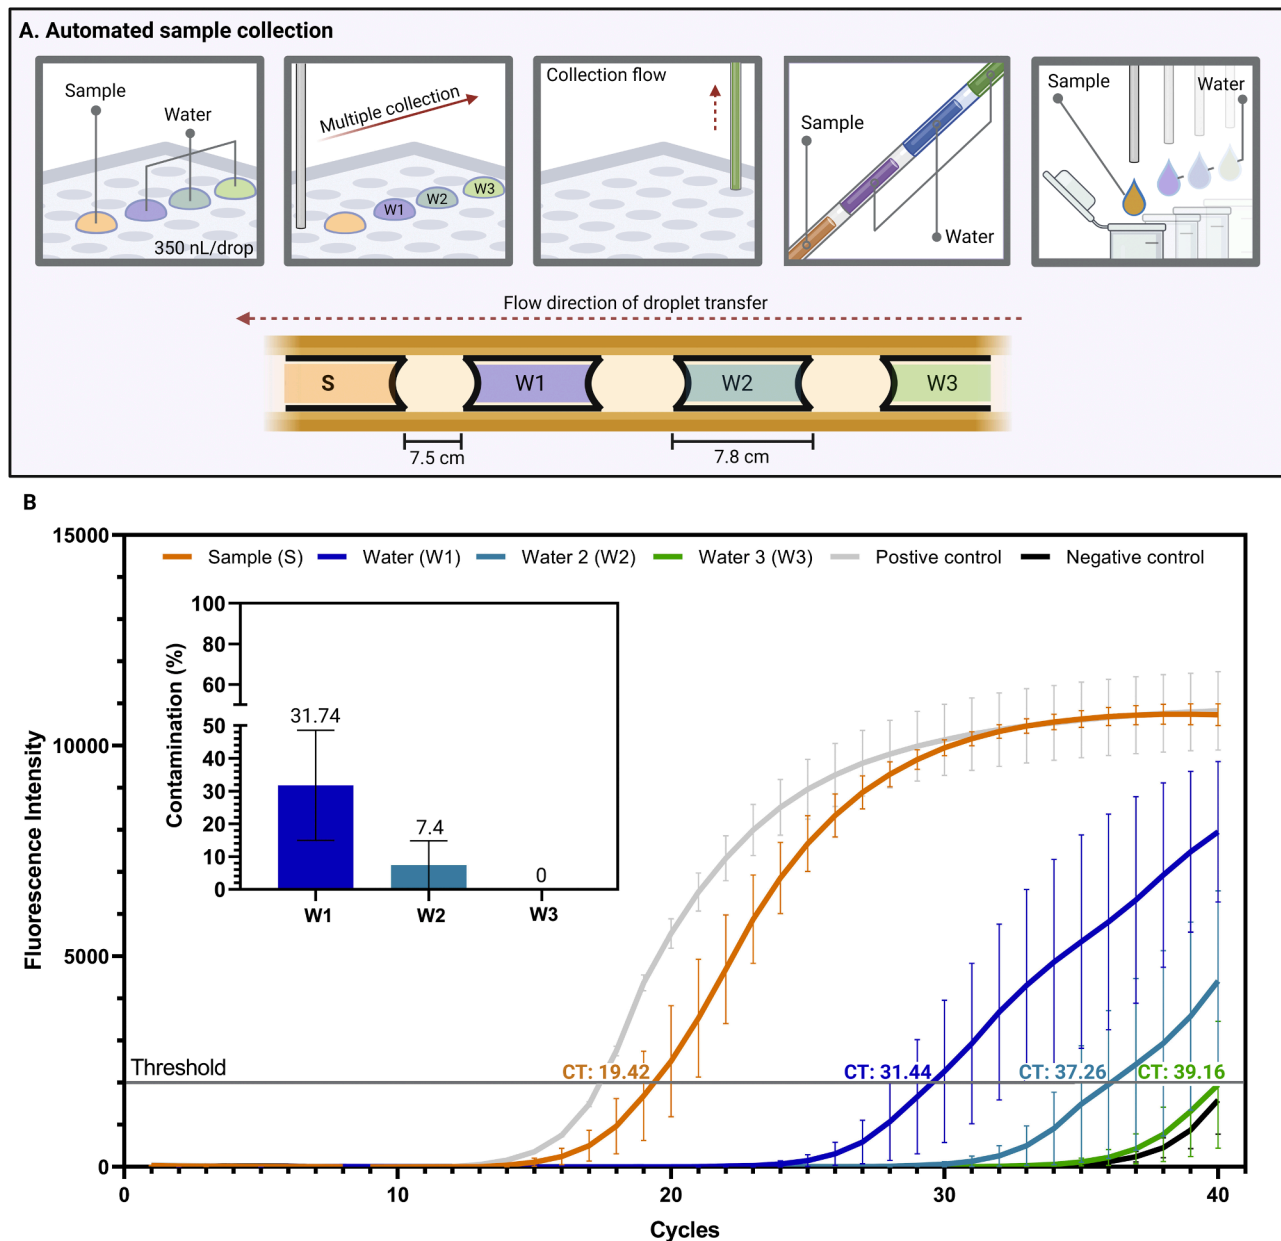 A. Automated sample collection
Sample
Water
350 nL/drop
Multiple collection
W1
W2
W3
Collection flow
Sample
Water
Sample
Water
Flow direction of droplet transfer
S
W1
W2
W3
7.5 cm
7.8 cm
B
15000
10000
5000
0
Fluorescence Intensity
Sample (S)
Water (W1)
Water 2 (W2)
Water 3 (W3)
Postive control
Negative control
100
80
60
50
40
30
20
10
0
Contamination (%)
31.74
7.4
0
W1
W2
W3
Threshold
CT: 19.42
CT: 31.44
CT: 37.26
CT: 39.16
0
10
20
30
40
Cycles